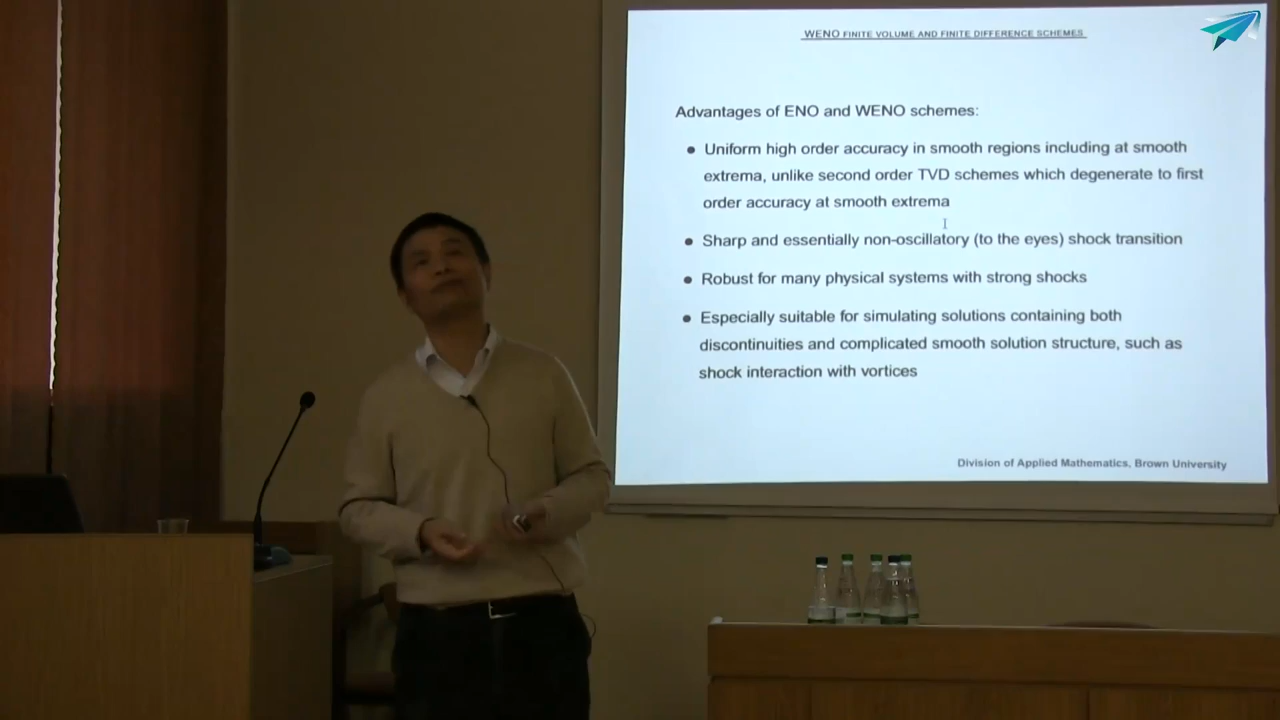 WENO FINITE VOLUME AND FINITE DIFFERENCE SCHEMES
Advantages of ENO and WENO schemes:
● Uniform high order accuracy in smooth regions including at smooth
extrema, unlike second order TVD schemes which degenerate to first
order accuracy at smooth extrema
● Sharp and essentially non-oscillatory (to the eyes) shock transition
● Robust for many physical systems with strong shocks
● Especially suitable for simulating solutions containing both
discontinuities and complicated smooth solution structure, such as
shock interaction with vortices
Division of Applied Mathematics, Brown University